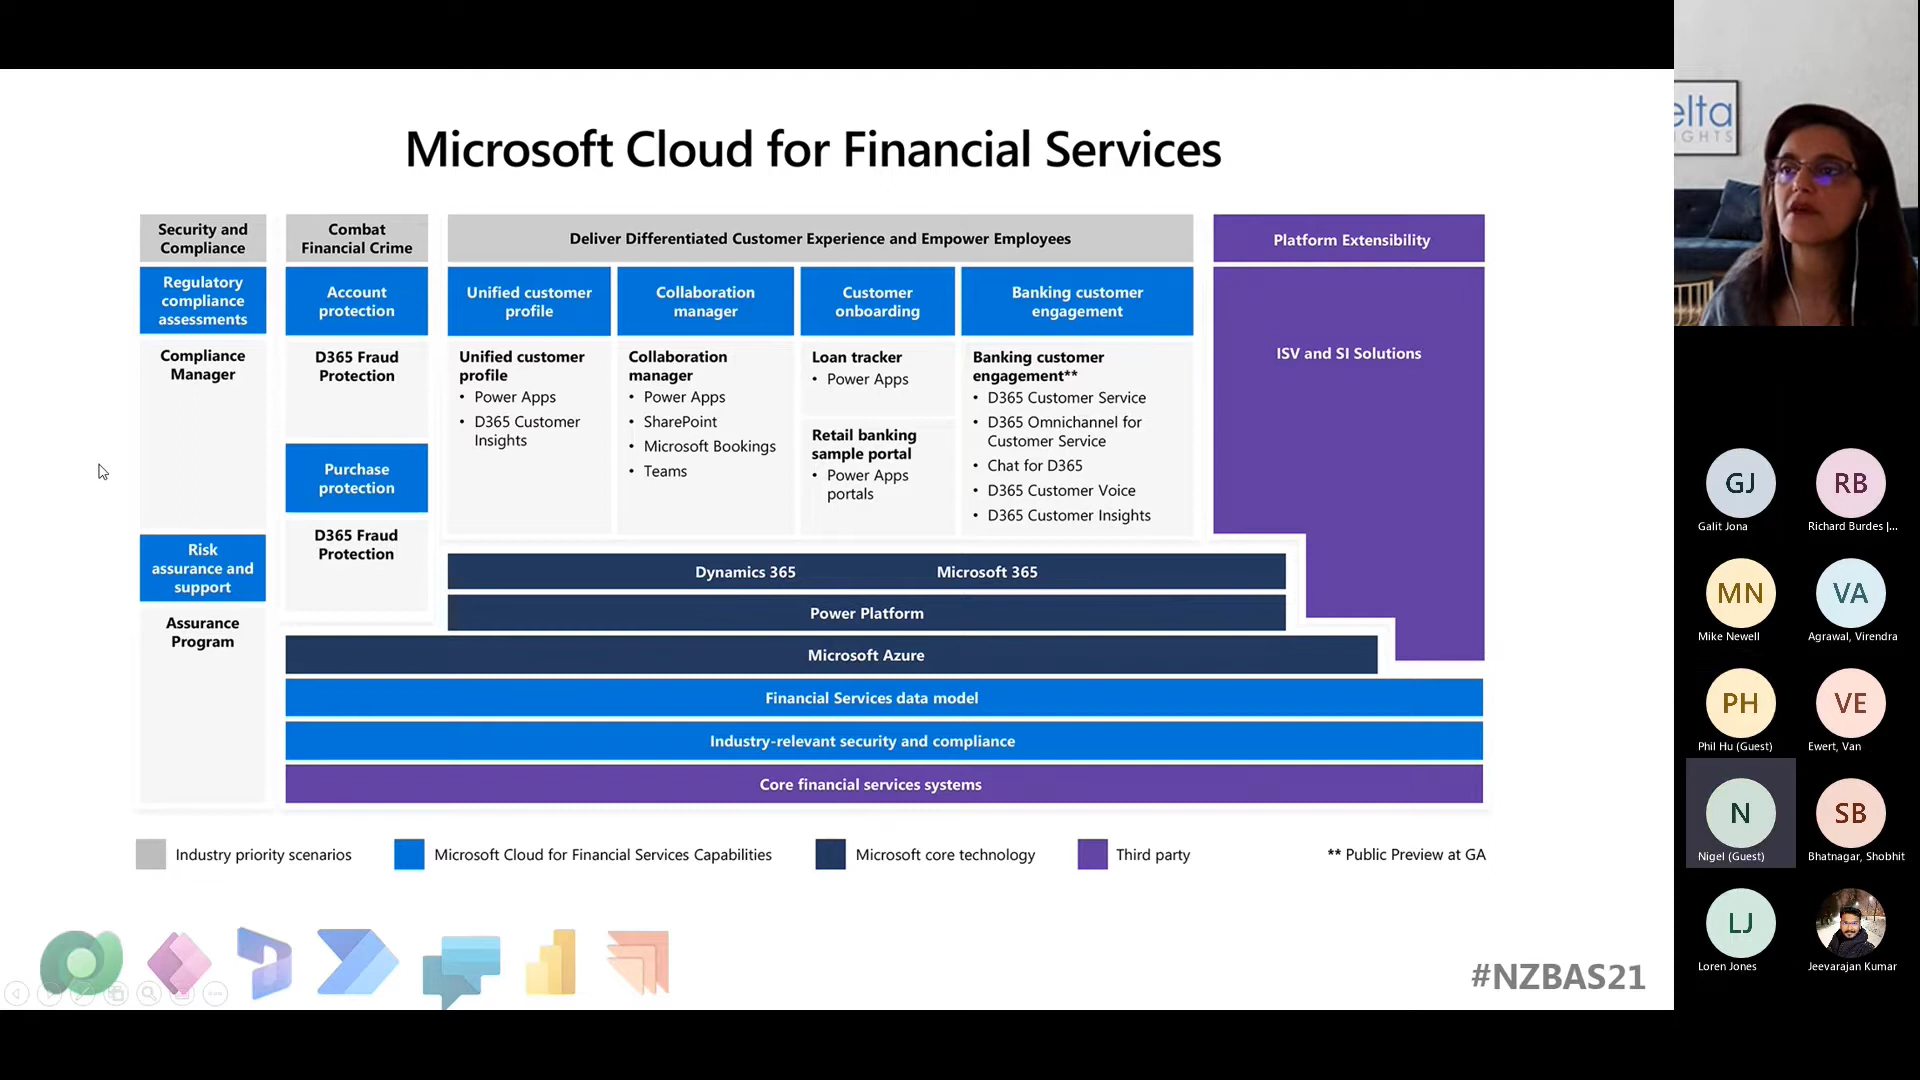 Microsoft Cloud for Financial Services
Security and
Compliance
Regulatory
compliance
assessments
Compliance
Manager
Risk
assurance and
support
Assurance
Program
Combat
Financial Crime
Account
protection
D365 Fraud
Protection
Purchase
protection
D365 Fraud
Protection
Deliver Differentiated Customer Experience and Empower Employees
Unified customer
profile
Unified customer
profile
• Power Apps
• D365 Customer
Insights
Collaboration
manager
Collaboration
manager
• Power Apps
• SharePoint
• Microsoft Bookings
• Teams
Customer
onboarding
Loan tracker
• Power Apps
Retail banking
sample portal
• Power Apps
portals
Banking customer
engagement
Banking customer
engagement**
• D365 Customer Service
• D365 Omnichannel for
Customer Service
• Chat for D365
• D365 Customer Voice
• D365 Customer Insights
Platform Extensibility
ISV and SI Solutions
Dynamics 365 Microsoft 365
Power Platform
Microsoft Azure
Financial Services data model
Industry-relevant security and compliance
Core financial services systems
Industry priority scenarios
Microsoft Cloud for Financial Services Capabilities
Microsoft core technology
Third party
** Public Preview at GA
#NZBAS21
elta
IGHTS
GJ
Galit Jona
RB
Richard Burdes |...
MN
Mike Newell
VA
Agrawal, Virendra
PH
Phil Hu (Guest)
VE
Ewert, Van
N
Nigel (Guest)
SB
Bhatnagar, Shobhit
LJ
Loren Jones
Jeevarajan Kumar